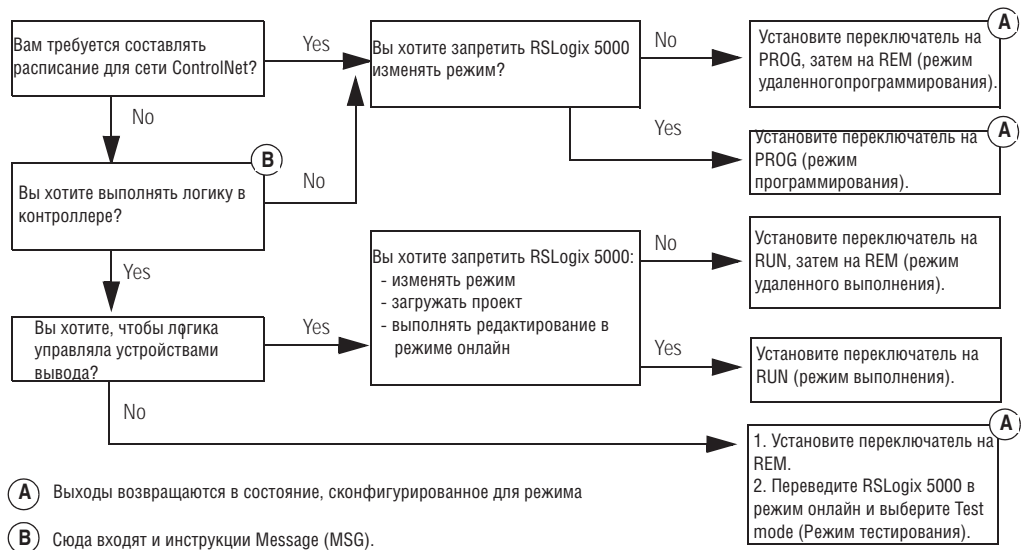 Вам требуется составлять
расписание для сети ControlNet?
Yes
Вы хотите запретить RSLogix 5000
изменять режим?
No
A
Установите переключатель на
PROG, затем на REM (режим
удаленногопрограммирования).
No
Yes
A
Установите переключатель на
PROG (режим
программирования).
B
Вы хотите выполнять логику в
контроллере?
No
Yes
Вы хотите запретить RSLogix 5000:
- изменять режим
- загружать проект
- выполнять редактирование в
режиме онлайн
No
Установите переключатель на
RUN, затем на REM (режим
удаленного выполнения).
Вы хотите, чтобы логика
управляла устройствами
вывода?
Yes
Yes
Установите переключатель на
RUN (режим выполнения).
No
A
1. Установите переключатель на
REM.
2. Переведите RSLogix 5000 в
режим онлайн и выберите Test
mode (Режим тестирования).
A Выходы возвращаются в состояние, сконфигурированное для режима
B Сюда входят и инструкции Message (MSG).